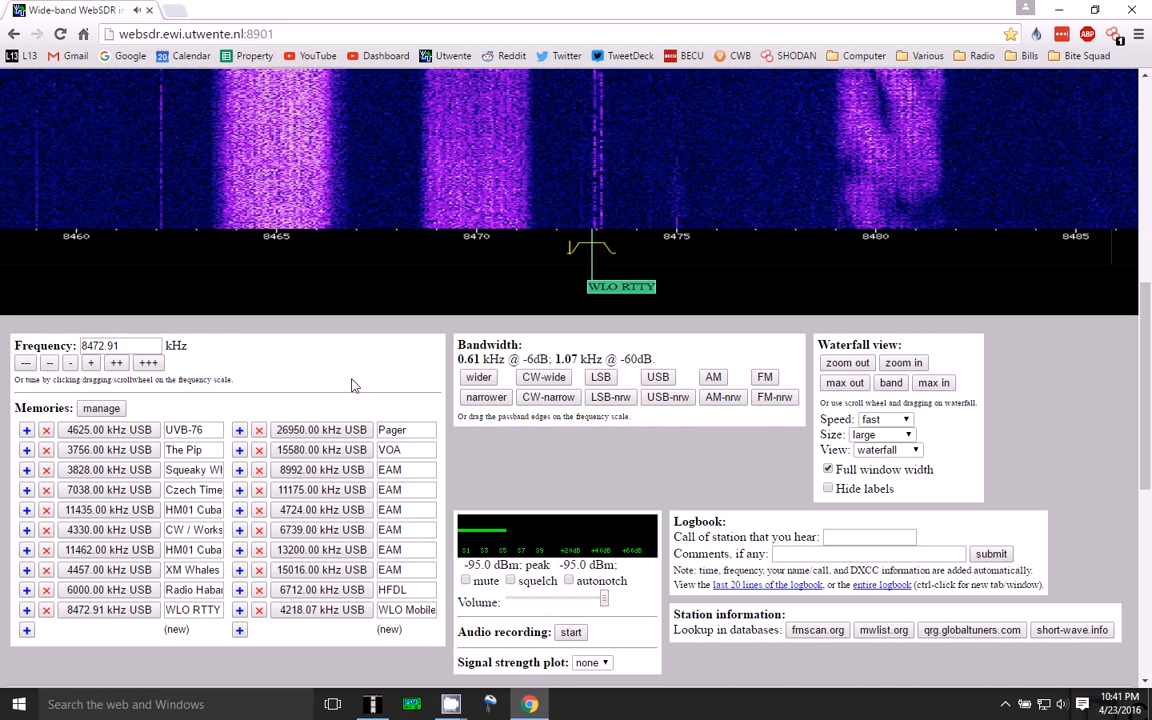 Wide-band WebSDR in
websdr.ewi.utwente.nl:8901
L13 Gmail Google Calendar Property YouTube Dashboard Utwente Reddit Twitter TweetDeck BECU CWB SHODAN Computer Various Radio Bills Bite Squad
8460 8465 8470 8475 8480 8485
WLO RTTY
Frequency: 8472.91 kHz
--- -- - + ++ +++
Or tune by clicking/dragging/scrollwheel on the frequency scale.
Memories: manage
4625.00 kHz USB UVB-76 26950.00 kHz USB Pager
3756.00 kHz USB The Pip 15580.00 kHz USB VOA
3828.00 kHz USB Squeaky Wh 8992.00 kHz USB EAM
7038.00 kHz USB Czech Time 11175.00 kHz USB EAM
11435.00 kHz USB HM01 Cuba 4724.00 kHz USB EAM
4330.00 kHz USB CW / Works 6739.00 kHz USB EAM
11462.00 kHz USB HM01 Cuba 13200.00 kHz USB EAM
4457.00 kHz USB XM Whales 15016.00 kHz USB EAM
6000.00 kHz USB Radio Haban 6712.00 kHz USB HFDL
8472.91 kHz USB WLO RTTY 4218.07 kHz USB WLO Mobile
(new) (new)
Bandwidth:
0.61 kHz @ -6dB; 1.07 kHz @ -60dB.
wider CW-wide LSB USB AM FM
narrower CW-narrow LSB-nrw USB-nrw AM-nrw FM-nrw
Or drag the passband edges on the frequency scale.
Waterfall view:
zoom out zoom in
max out band max in
Or use scroll wheel and dragging on waterfall.
Speed: fast
Size: large
View: waterfall
Full window width
Hide labels
S1 S3 S5 S7 S9 +20dB +40dB +60dB
-95.0 dBm; peak -95.0 dBm;
mute squelch autonotch
Volume:
Audio recording: start
Signal strength plot: none
Logbook:
Call of station that you hear:
Comments, if any: submit
Note: time, frequency, your name/call, and DXCC information are added automatically.
View the last 20 lines of the logbook, or the entire logbook (ctrl-click for new tab/window).
Station information:
Lookup in databases: fmscan.org mwlist.org qrg.globaltuners.com short-wave.info
Search the web and Windows
10:41 PM
4/23/2016